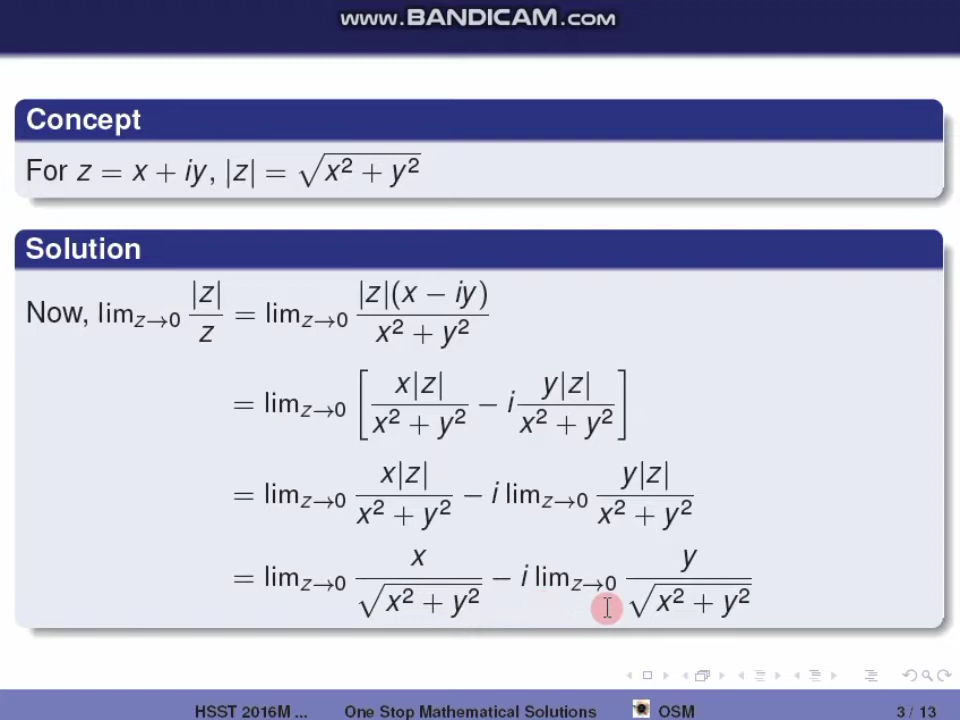 www.BANDICAM.com
Concept
For z = x + iy, |z| = √(x² + y²)
Solution
Now, lim_{z→0} |z|/z = lim_{z→0} |z|(x − iy)/(x² + y²)
= lim_{z→0} [x|z|/(x² + y²) − i y|z|/(x² + y²)]
= lim_{z→0} x|z|/(x² + y²) − i lim_{z→0} y|z|/(x² + y²)
= lim_{z→0} x/√(x² + y²) − i lim_{z→0} y/√(x² + y²)
HSST 2016M ... One Stop Mathematical Solutions OSM 3 / 13